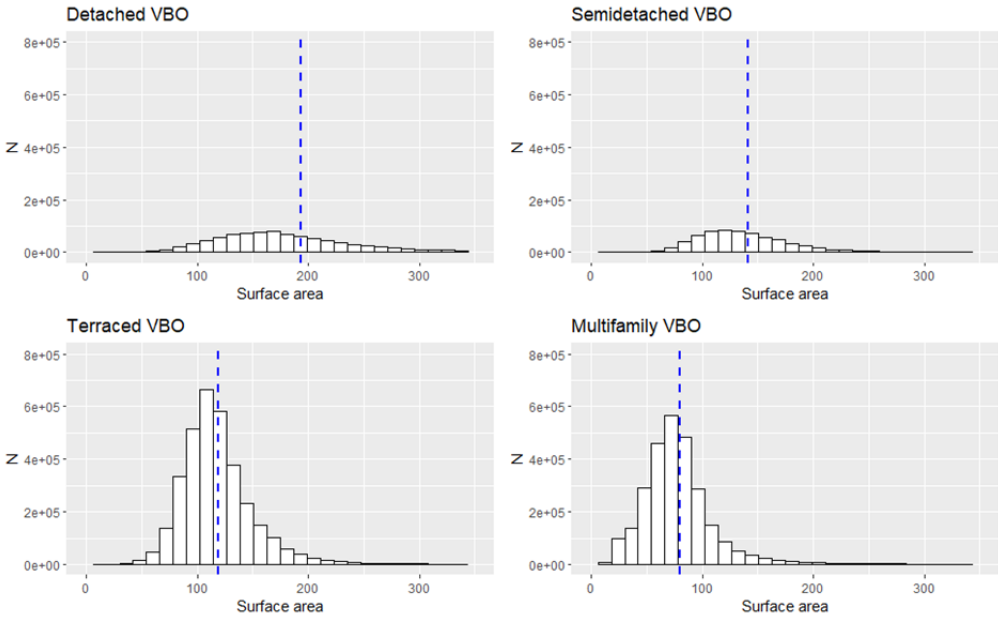 Detached VBO
8e+05
6e+05
4e+05
2e+05
0e+00
N
0 100 200 300
Surface area
Semidetached VBO
8e+05
6e+05
4e+05
2e+05
0e+00
N
0 100 200 300
Surface area
Terraced VBO
8e+05
6e+05
4e+05
2e+05
0e+00
N
0 100 200 300
Surface area
Multifamily VBO
8e+05
6e+05
4e+05
2e+05
0e+00
N
0 100 200 300
Surface area